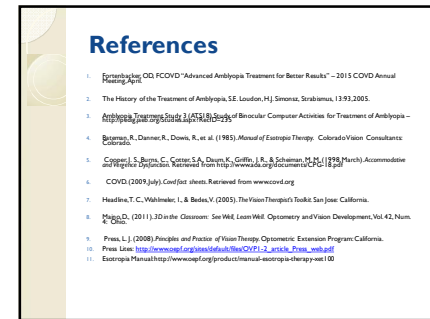 References
1. Fortenbacker, OD, FCOVD "Advanced Amblyopia Treatment for Better Results" – 2015 COVD Annual
Meeting, April.
2. The History of the Treatment of Amblyopia, S.E. Loudon, H.J. Simonsz, Strabismus, 13:93, 2005.
3. Amblyopia Treatment Study 3 (ATS18) Study of Binocular Computer Activities for Treatment of Amblyopia –
http://pedig.jaeb.org/Studies.aspx?RecID=235
4. Bateman, R., Danner, R., Dowis, R., et al. (1985). Manual of Esotropia Therapy. Colorado Vision Consultants:
Colorado.
5. Cooper, J. S., Burns, C., Cotter, S.A., Daum, K., Griffin, J. R., & Scheiman, M. M. (1998, March). Accommodative
and Vergence Dysfunction. Retrieved from http://www.aoa.org/documents/CPG-18.pdf
6. COVD. (2009, July). Covd fact sheets. Retrieved from www.covd.org
7. Headline, T. C., Wahlmeier, I., & Bedes, V. (2005). The Vision Therapist's Toolkit. San Jose: California.
8. Maino, D., (2011). 3D in the Classroom: See Well, Learn Well. Optometry and Vision Development, Vol. 42, Num.
4: Ohio.
9. Press, L. J. (2008). Principles and Practice of Vision Therapy. Optometric Extension Program: California.
10. Press Lites: http://www.oepf.org/sites/default/files/OVP1-2_article_Press_web.pdf
11. Esotropia Manual: http://www.oepf.org/product/manual-esotropia-therapy-xet100